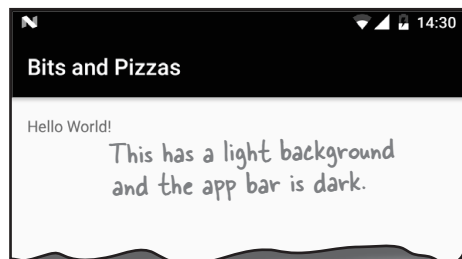 14:30
Bits and Pizzas
Hello World!
This has a light background
and the app bar is dark.